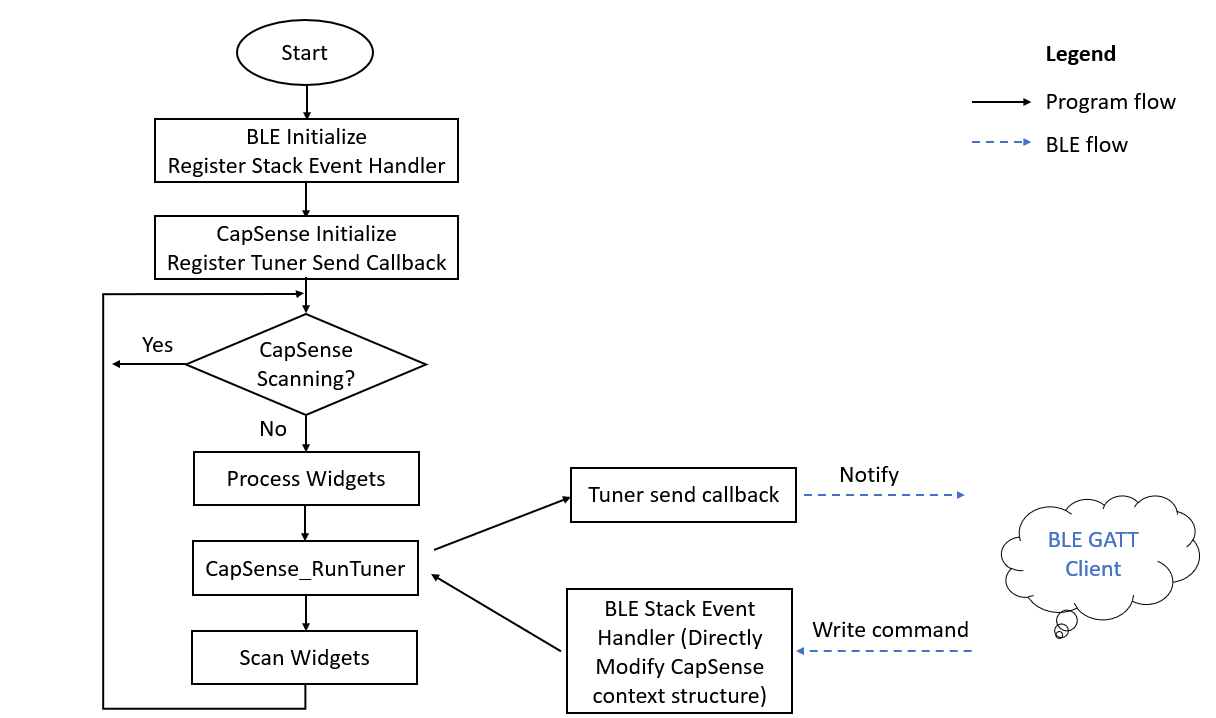 Start
Legend
Program flow
BLE flow
BLE Initialize
Register Stack Event Handler
CapSense Initialize
Register Tuner Send Callback
Yes
CapSense
Scanning?
No
Process Widgets
Tuner send callback
Notify
CapSense_RunTuner
BLE GATT
Client
BLE Stack Event
Handler (Directly
Modify CapSense
context structure)
Write command
Scan Widgets